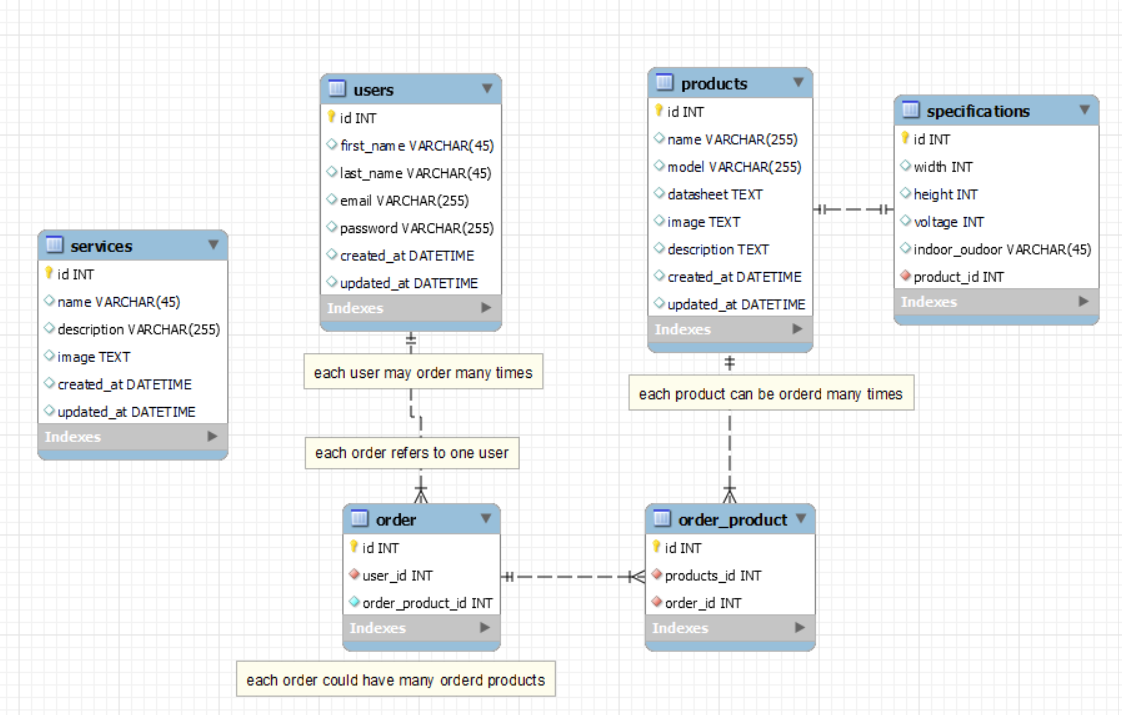 services
id INT
name VARCHAR(45)
description VARCHAR(255)
image TEXT
created_at DATETIME
updated_at DATETIME
Indexes
users
id INT
first_name VARCHAR(45)
last_name VARCHAR(45)
email VARCHAR(255)
password VARCHAR(255)
created_at DATETIME
updated_at DATETIME
Indexes
products
id INT
name VARCHAR(255)
model VARCHAR(255)
datasheet TEXT
image TEXT
description TEXT
created_at DATETIME
updated_at DATETIME
Indexes
specifications
id INT
width INT
height INT
voltage INT
indoor_oudoor VARCHAR(45)
product_id INT
Indexes
each user may order many times
each order refers to one user
each product can be orderd many times
order
id INT
user_id INT
order_product_id INT
Indexes
order_product
id INT
products_id INT
order_id INT
Indexes
each order could have many orderd products